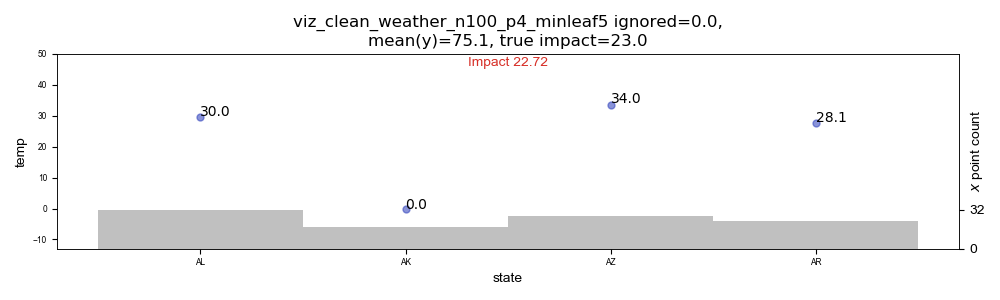 viz_clean_weather_n100_p4_minleaf5 ignored=0.0,
mean(y)=75.1, true impact=23.0
Impact 22.72
50
40
30
20
10
0
−10
temp
30.0
0.0
34.0
28.1
x point count
32
0
AL AK AZ AR
state